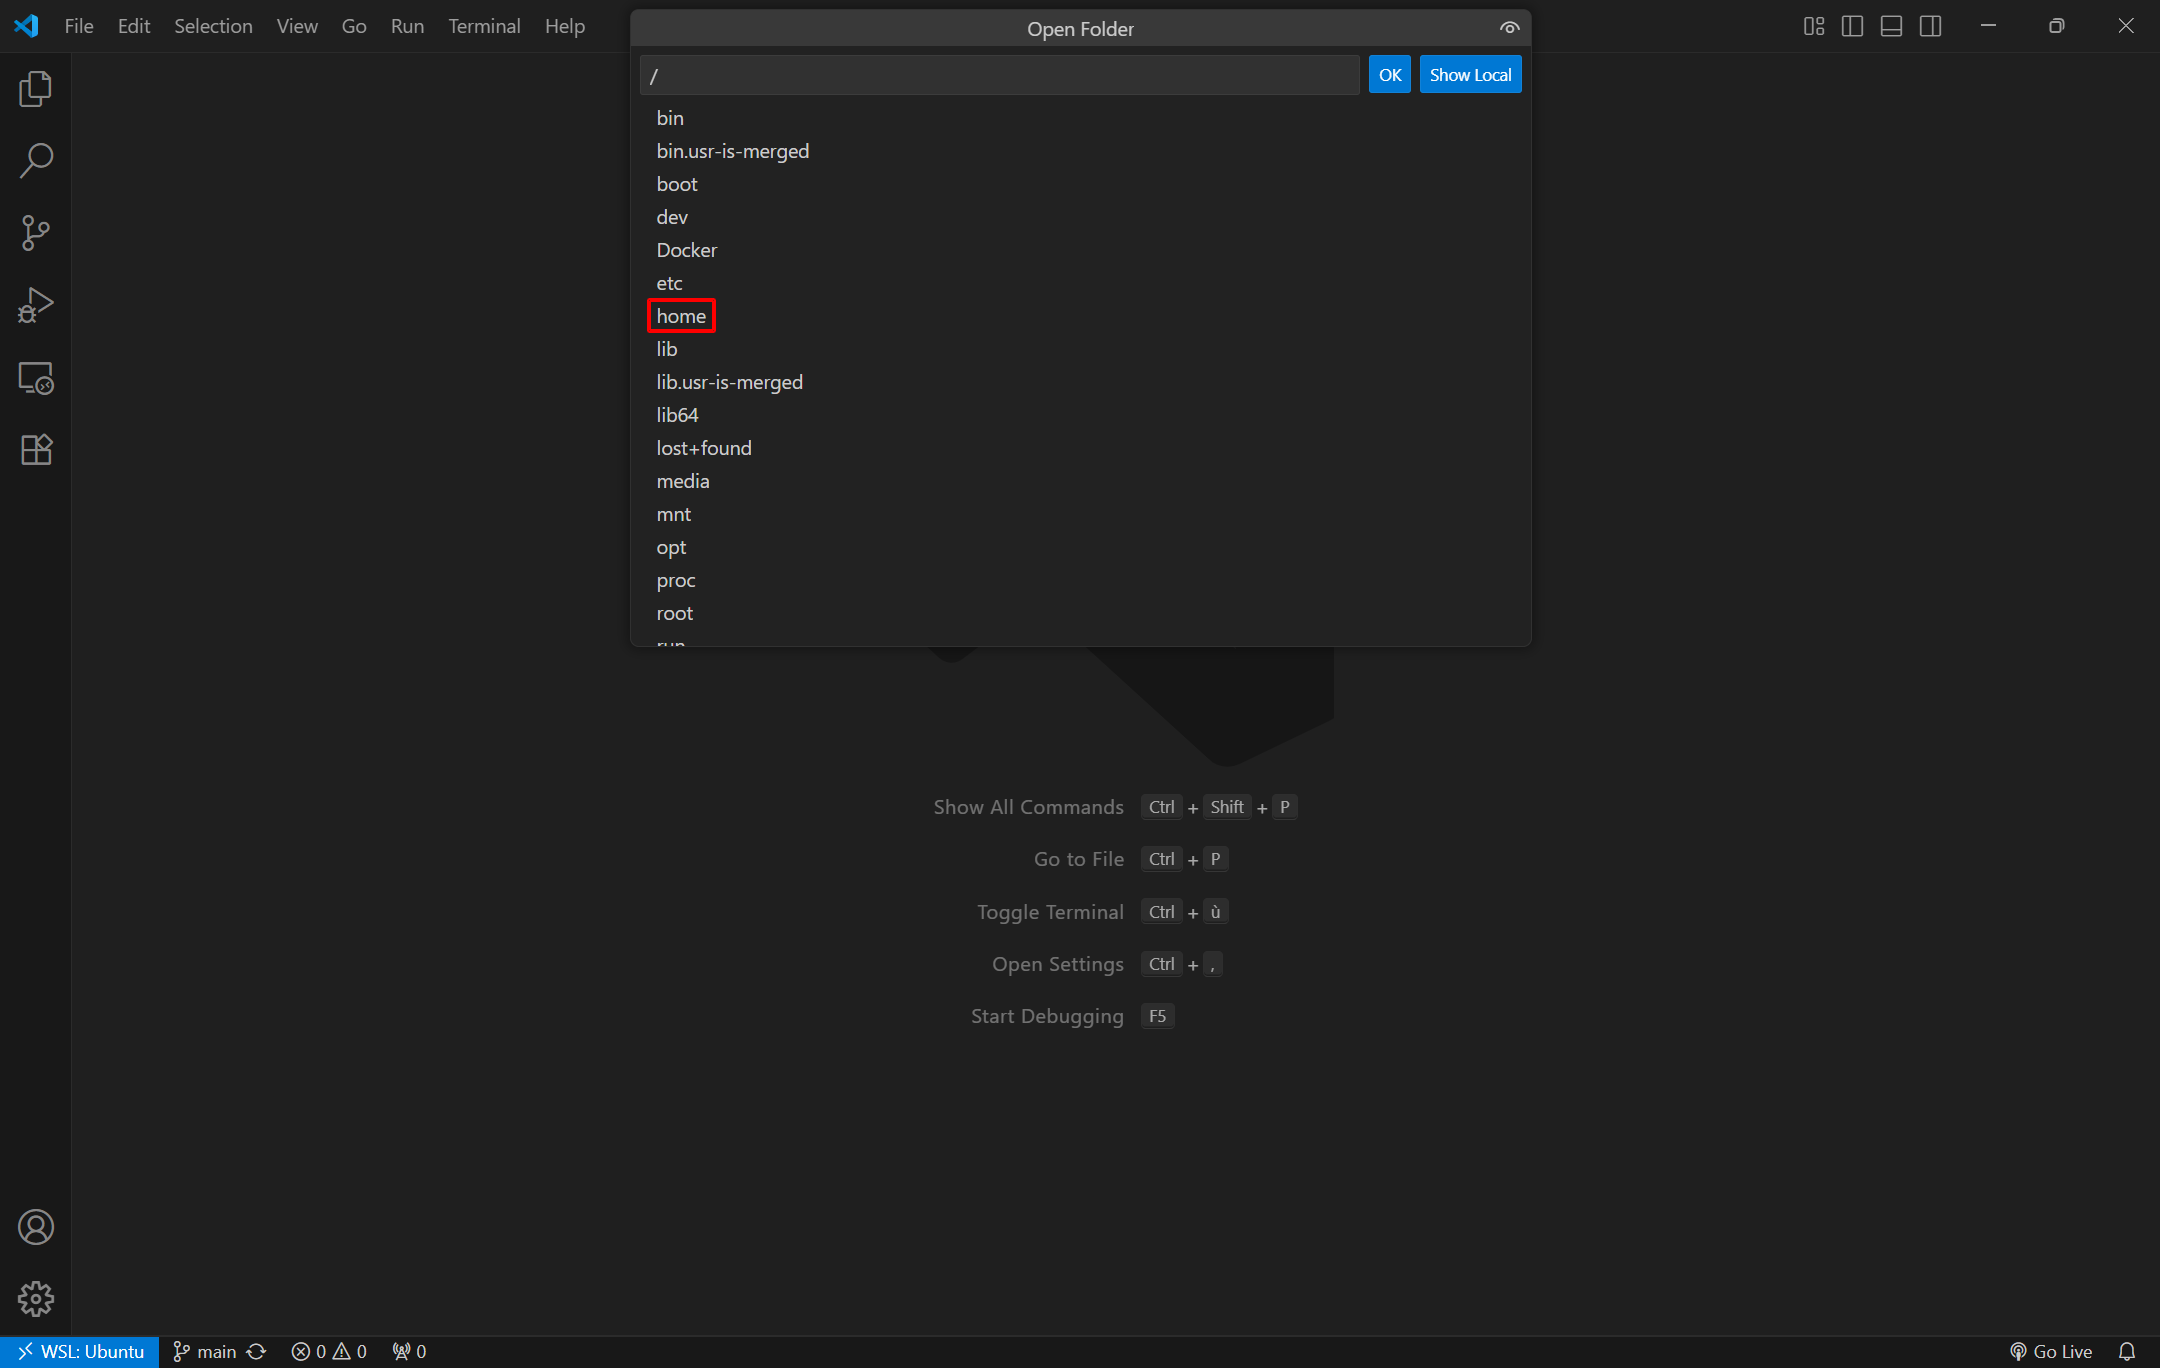 File Edit Selection View Go Run Terminal Help
Open Folder
/
OK
Show Local
bin
bin.usr-is-merged
boot
dev
Docker
etc
home
lib
lib.usr-is-merged
lib64
lost+found
media
mnt
opt
proc
root
run
Show All Commands Ctrl + Shift + P
Go to File Ctrl + P
Toggle Terminal Ctrl + ù
Open Settings Ctrl + ,
Start Debugging F5
WSL: Ubuntu main 0 0 0 Go Live